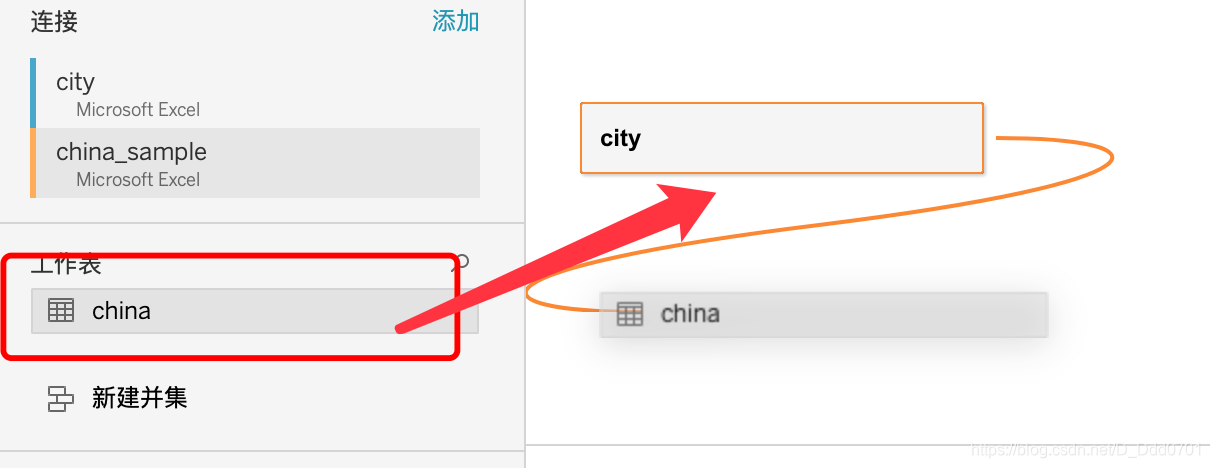 连接
添加
city
Microsoft Excel
china_sample
Microsoft Excel
工作表
china
新建并集
city
china
https://blog.csdn.net/D_Ddd0701